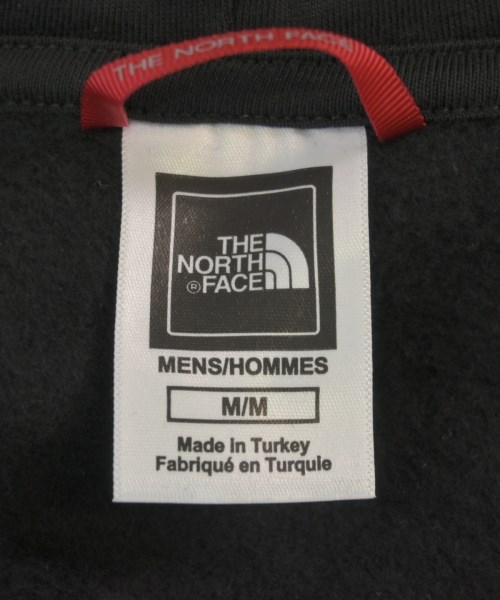 THE NORTH FACE
THE
NORTH
®FACE
MENS/HOMMES
M/M
Made in Turkey
Fabriqué en Turquie